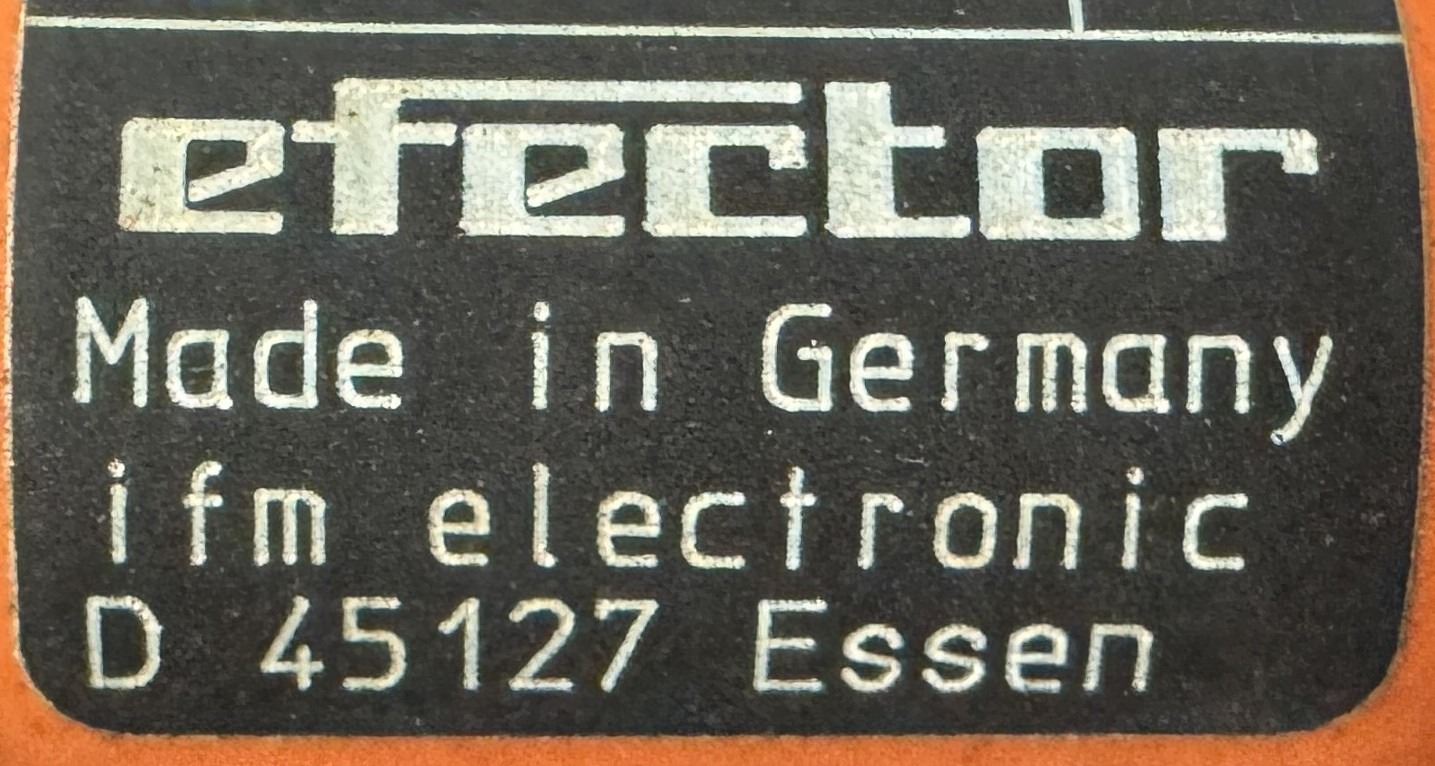 efector
Made in Germany
ifm electronic
D 45127 Essen